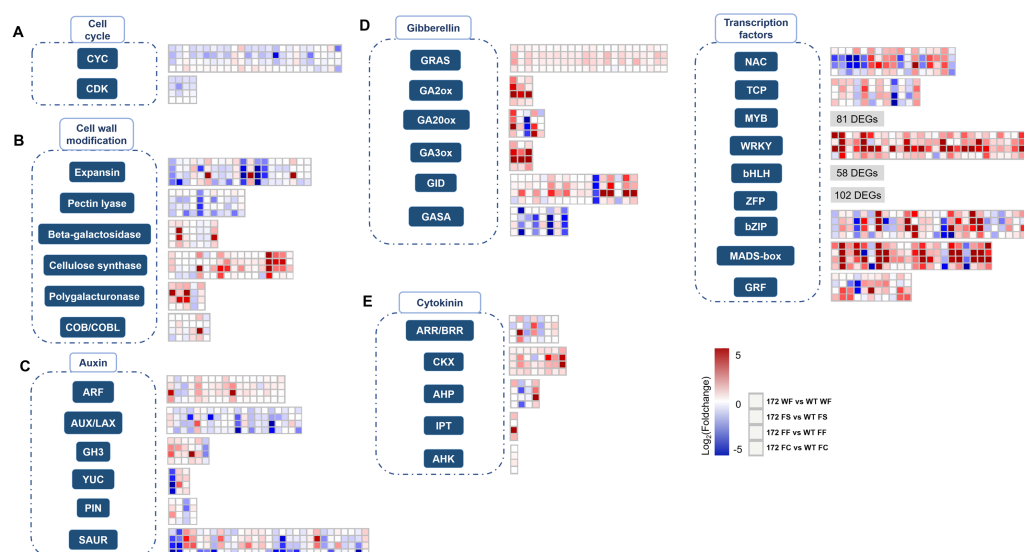 A
Cell
cycle
CYC
CDK
B
Cell wall
modification
Expansin
Pectin lyase
Beta-galactosidase
Cellulose synthase
Polygalacturonase
COB/COBL
C
Auxin
ARF
AUX/LAX
GH3
YUC
PIN
SAUR
D
Gibberellin
GRAS
GA2ox
GA20ox
GA3ox
GID
GASA
E
Cytokinin
ARR/BRR
CKX
AHP
IPT
AHK
Transcription
factors
NAC
TCP
MYB
81 DEGs
WRKY
bHLH
58 DEGs
ZFP
102 DEGs
bZIP
MADS-box
GRF
Log2(Foldchange)
5
0
-5
172 WF vs WT WF
172 FS vs WT FS
172 FF vs WT FF
172 FC vs WT FC